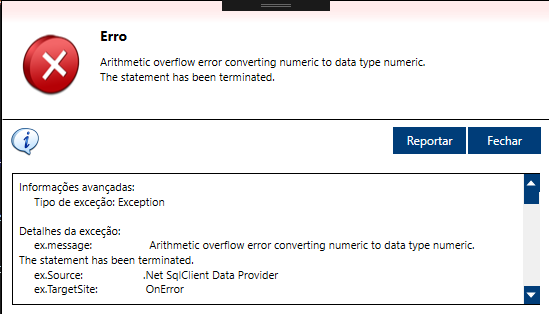 Erro
Arithmetic overflow error converting numeric to data type numeric.
The statement has been terminated.
Reportar
Fechar
Informações avançadas:
Tipo de exceção: Exception
Detalhes da exceção:
ex.message: Arithmetic overflow error converting numeric to data type numeric.
The statement has been terminated.
ex.Source: .Net SqlClient Data Provider
ex.TargetSite: OnError